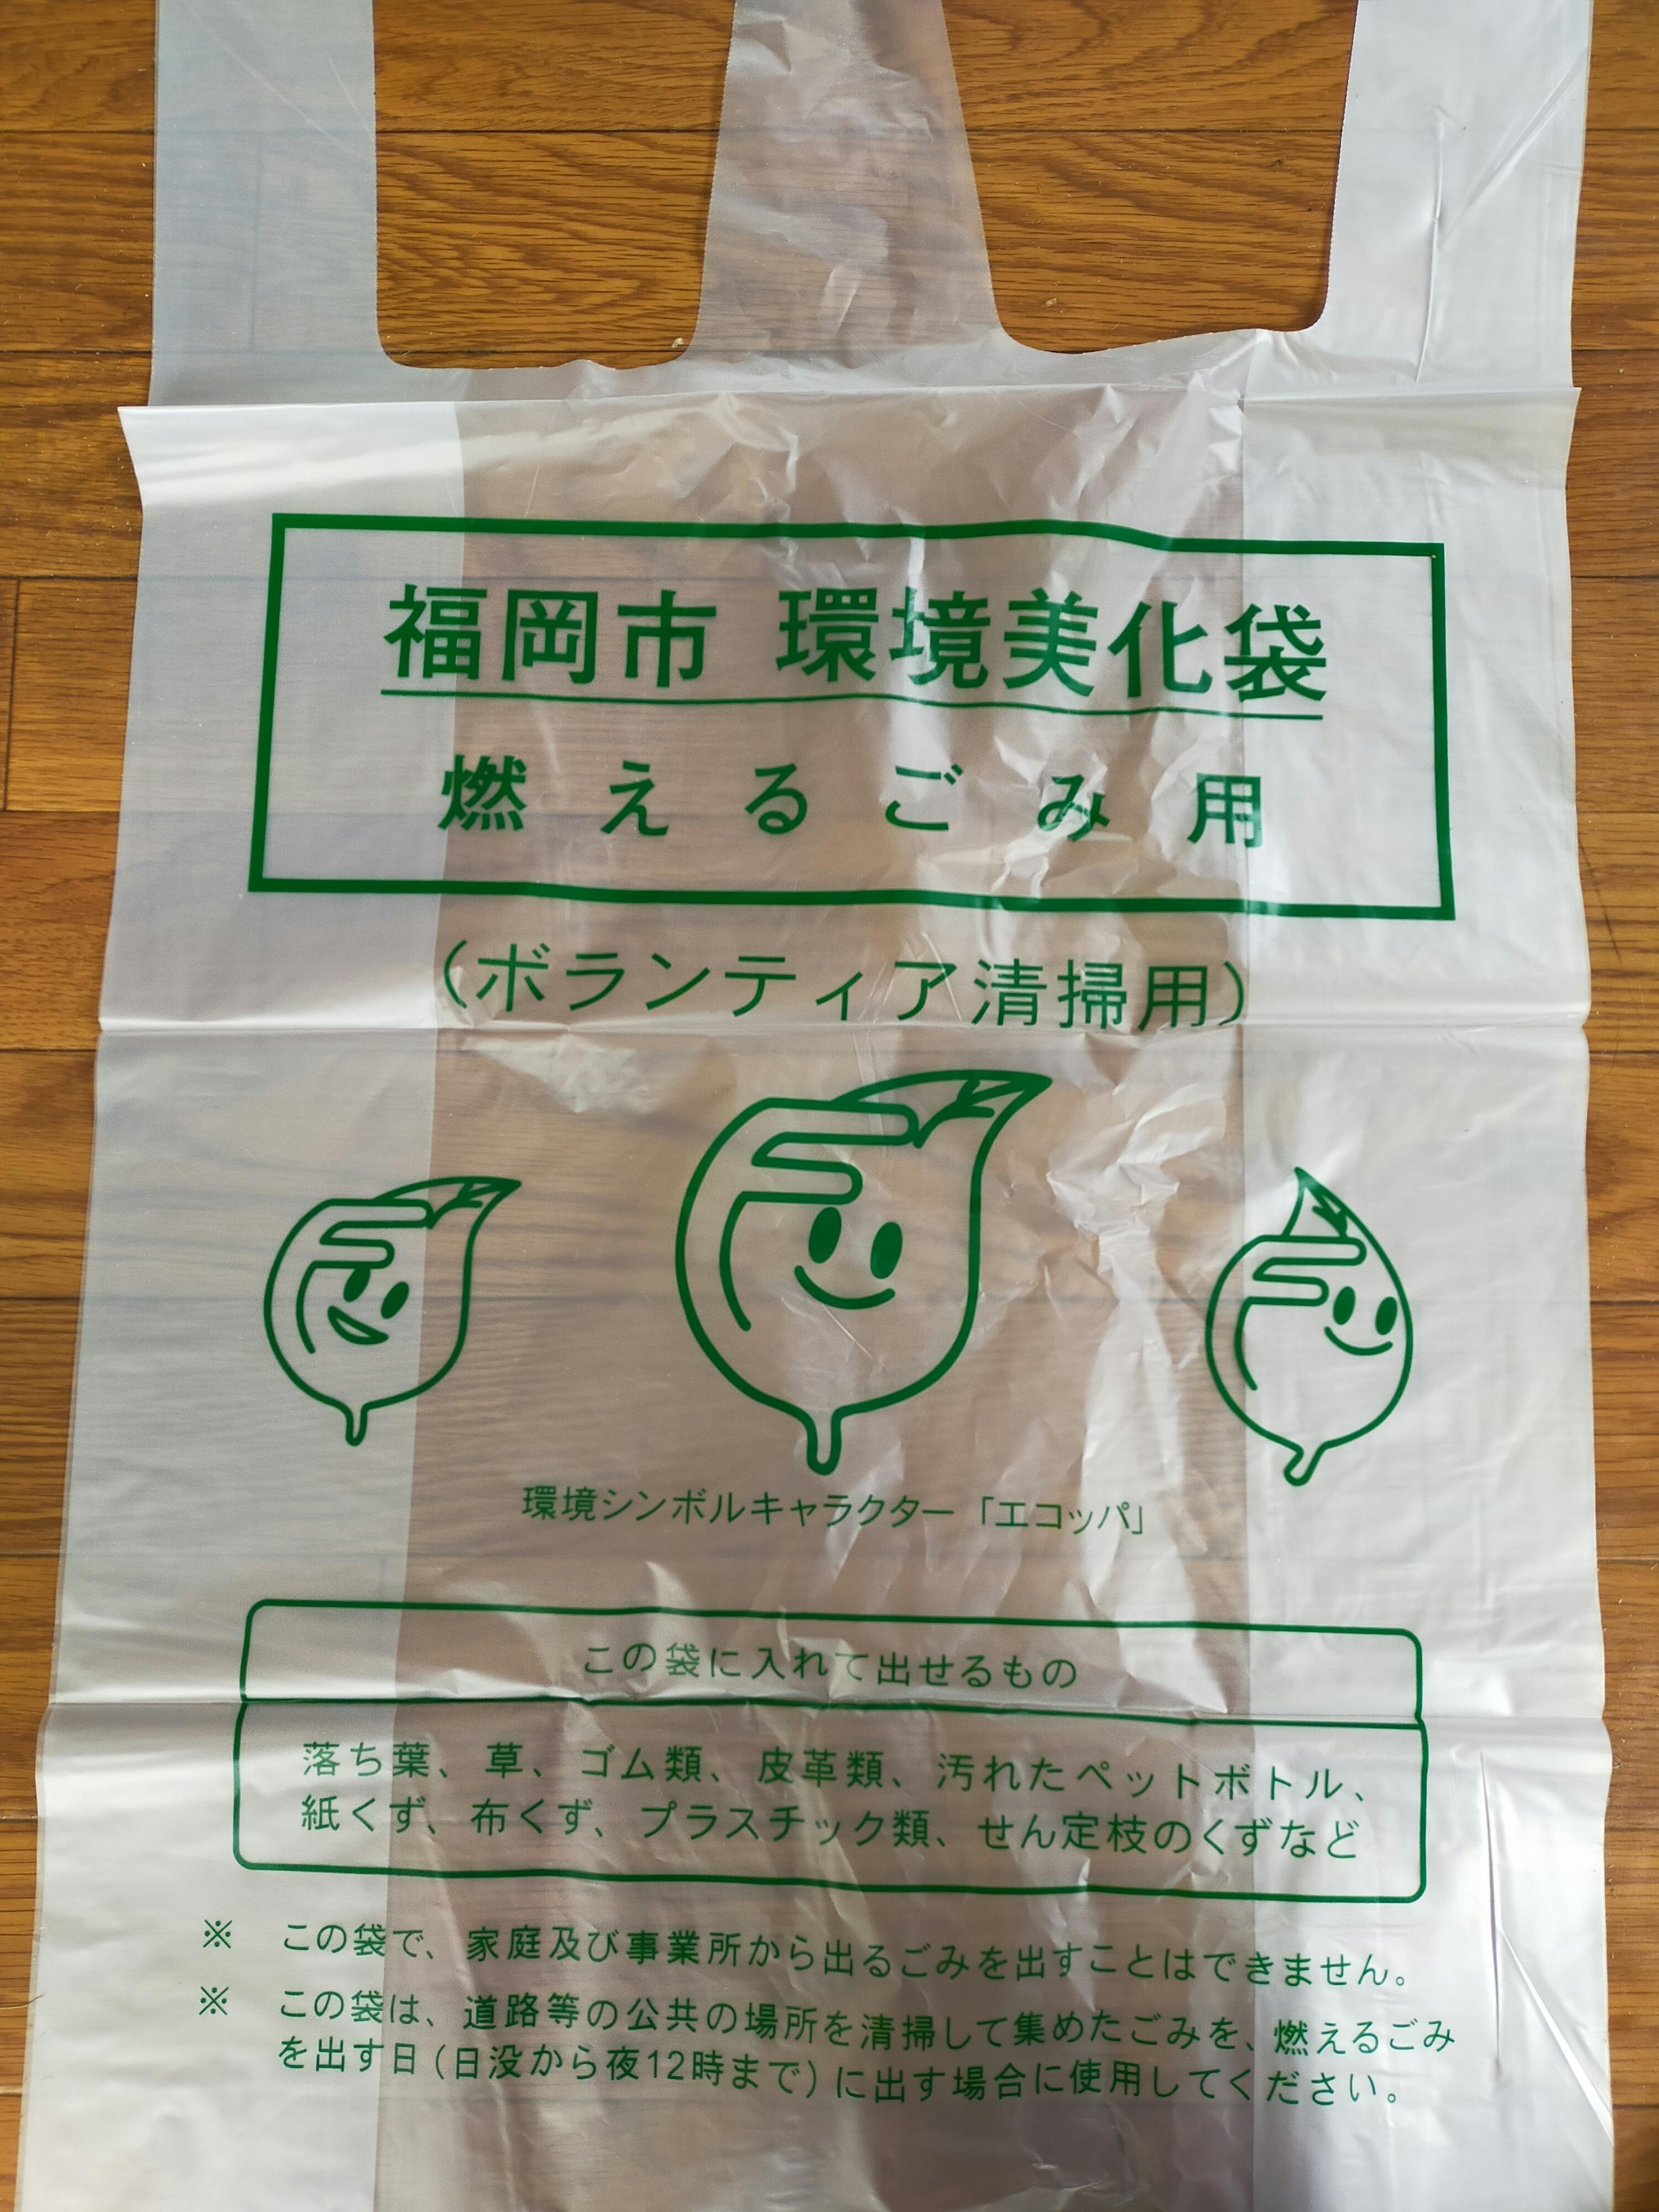 福岡市 環境美化袋
燃えるごみ用
（ボランティア清掃用）
環境シンボルキャラクター「エコッパ」
この袋に入れて出せるもの
落ち葉、草、ゴム類、皮革類、汚れたペットボトル、
紙くず、布くず、プラスチック類、せん定枝のくずなど
※ この袋で、家庭及び事業所から出るごみを出すことはできません。
※ この袋は、道路等の公共の場所を清掃して集めたごみを、燃えるごみ
を出す日（日没から夜12時まで）に出す場合に使用してください。